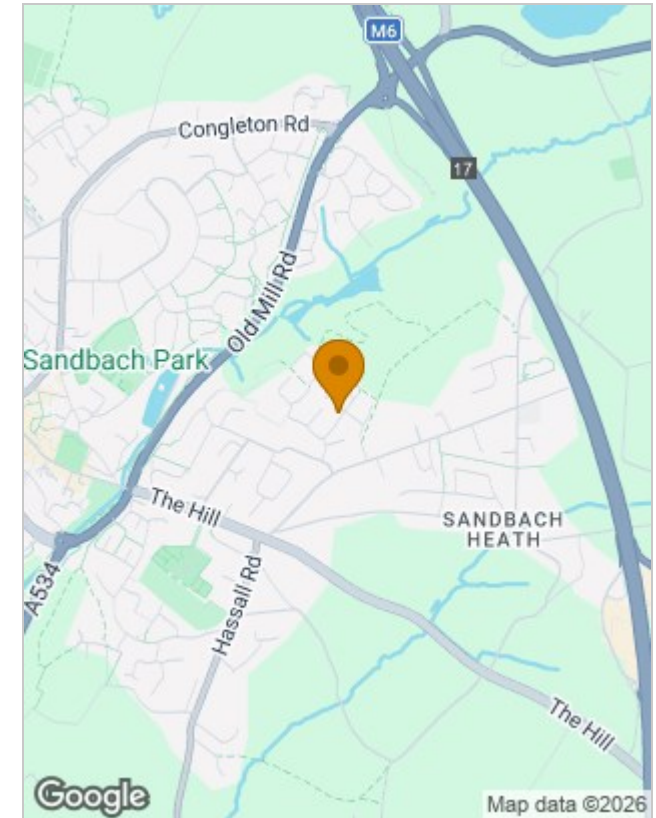 M6
Congleton Rd
17
Old Mill Rd
Sandbach Park
The Hill
SANDBACH
HEATH
A534
Hassall Rd
The Hill
Google
Map data ©2026